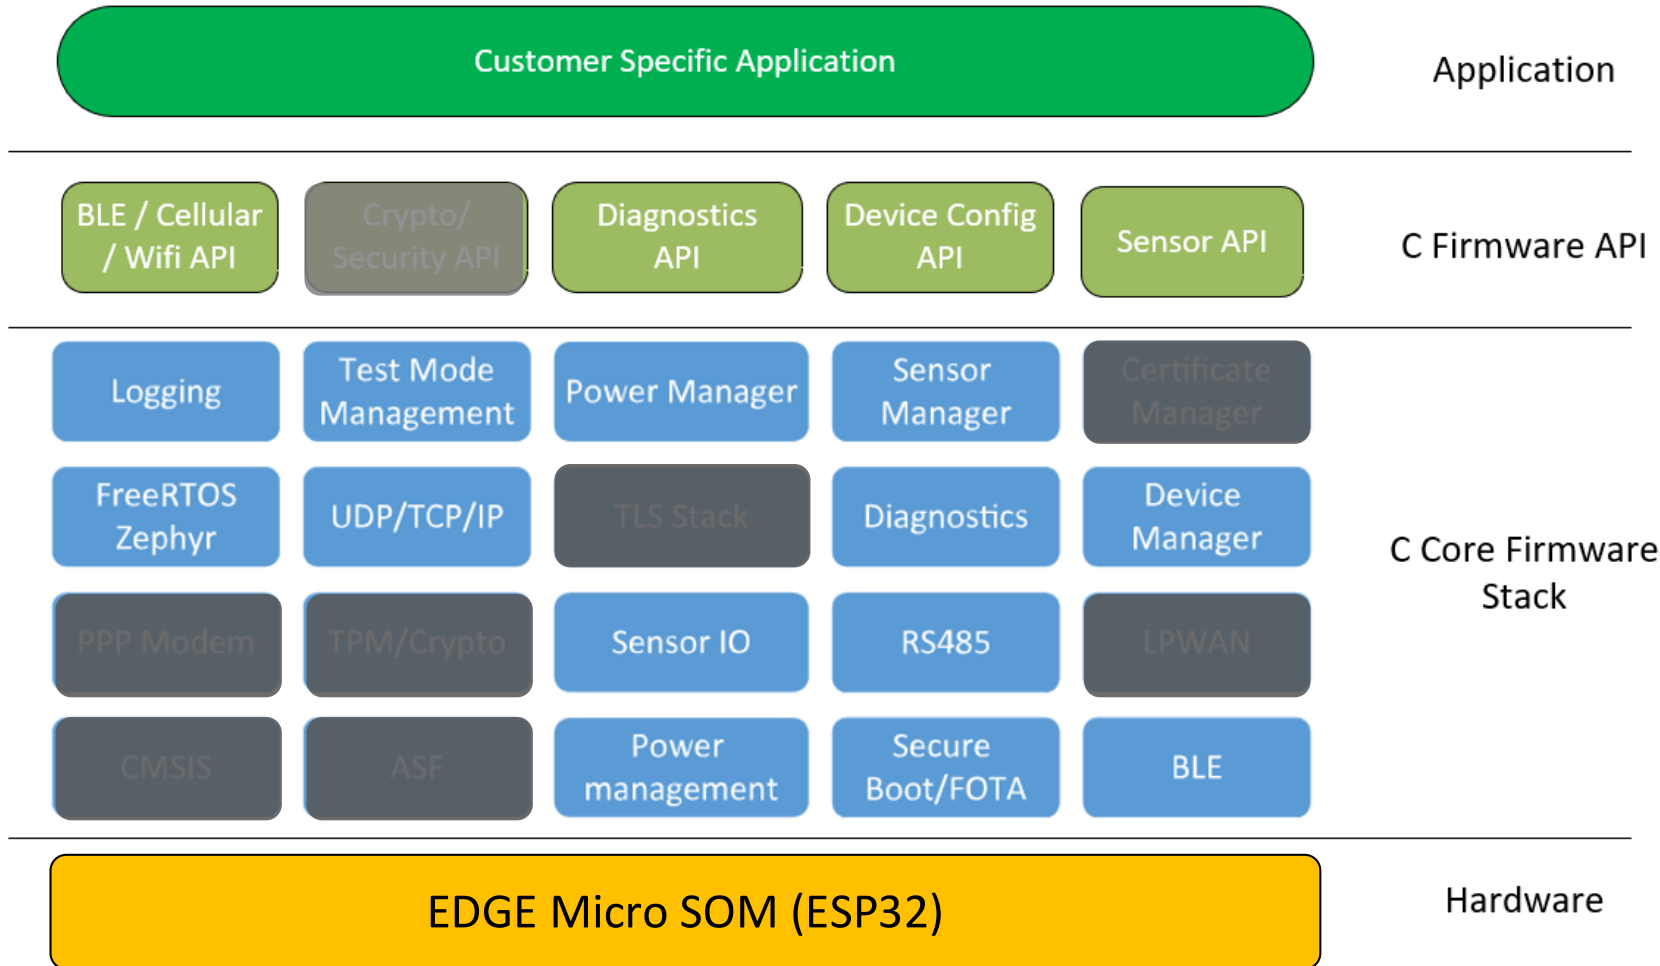 Customer Specific Application
Application
BLE / Cellular
/ Wifi API
Crypto/
Security API
Diagnostics
API
Device Config
API
Sensor API
C Firmware API
Logging
Test Mode
Management
Power Manager
Sensor
Manager
Certificate
Manager
FreeRTOS
Zephyr
UDP/TCP/IP
TLS Stack
Diagnostics
Device
Manager
C Core Firmware
Stack
PPP Modem
TPM/Crypto
Sensor IO
RS485
LPWAN
CMSIS
ASF
Power
management
Secure
Boot/FOTA
BLE
EDGE Micro SOM (ESP32)
Hardware